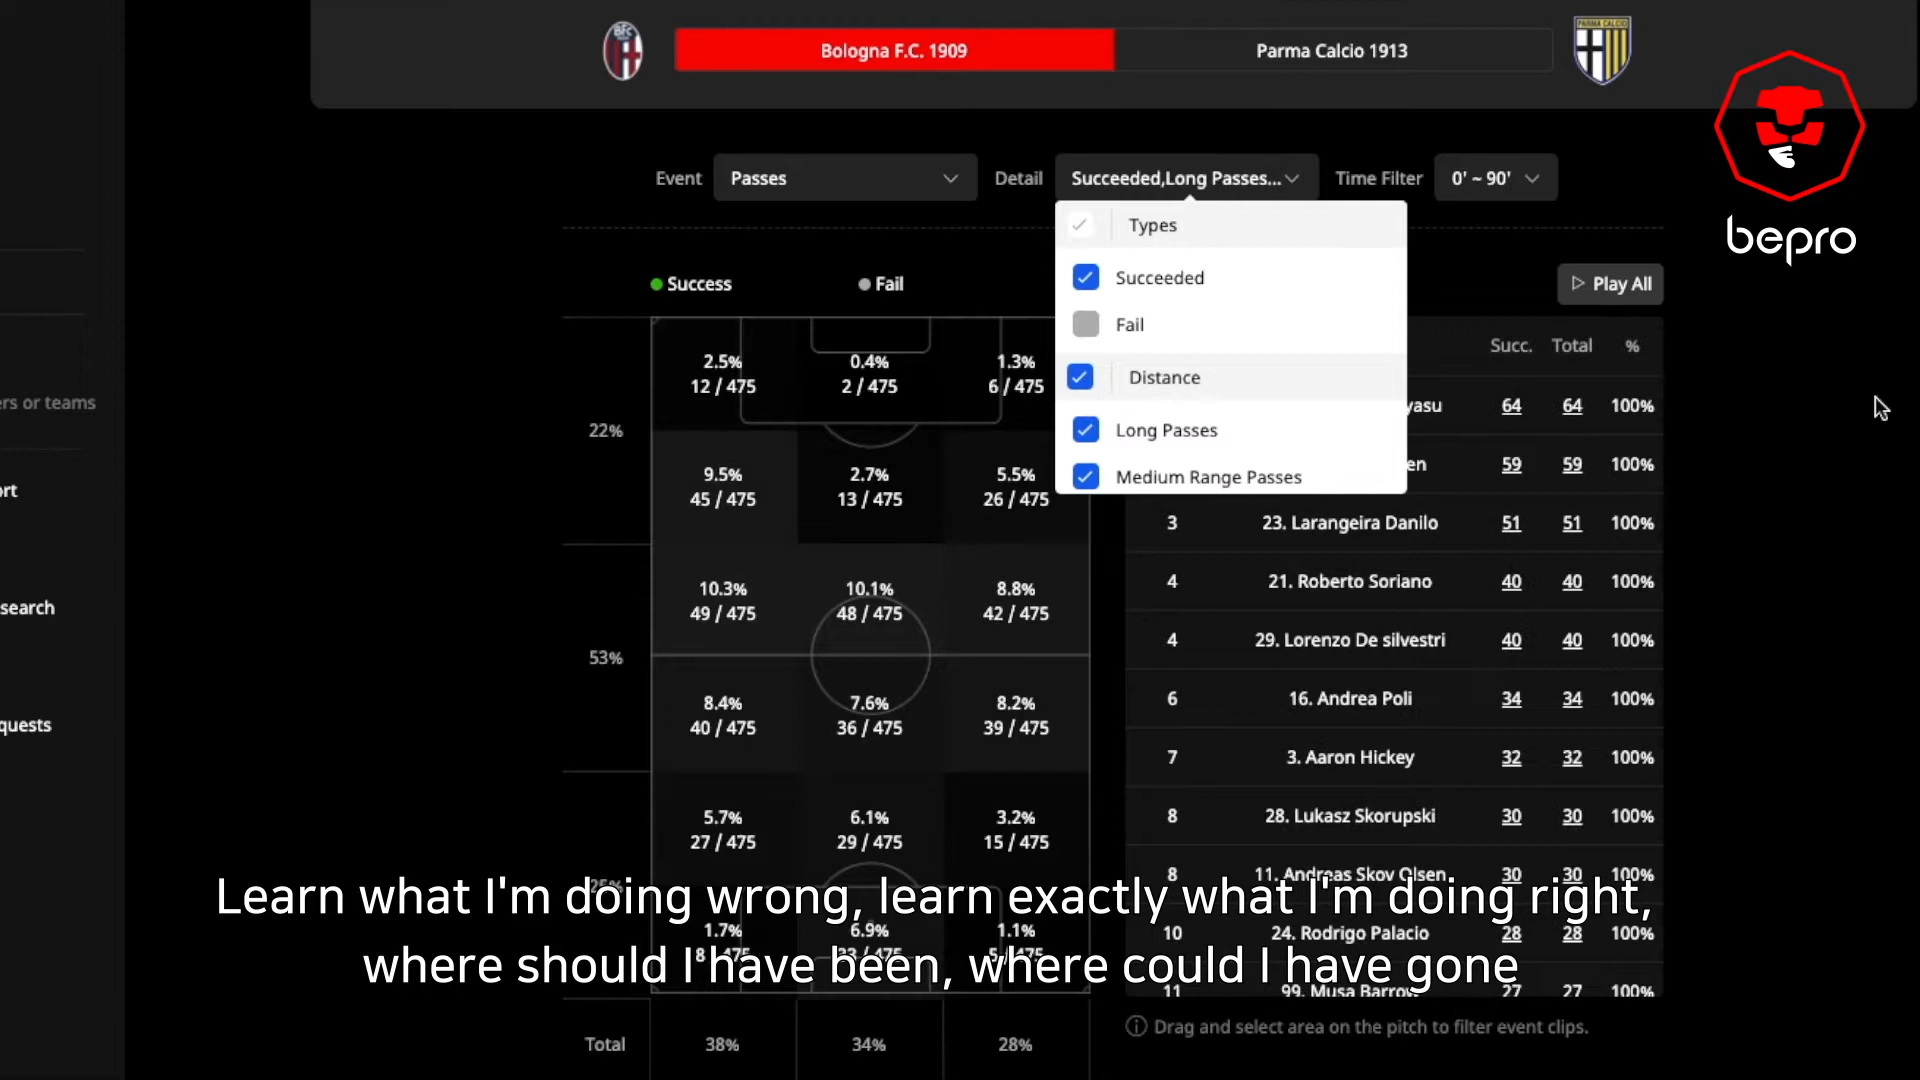 Bologna F.C. 1909
Parma Calcio 1913
bepro
Event
Passes
Detail
Succeeded,Long Passes...
Time Filter
0' ~ 90'
Types
Succeeded
Fail
Distance
Long Passes
Medium Range Passes
Success
Fail
Play All
Succ. Total %
22%
53%
2.5% 0.4% 1.3%
12 / 475 2 / 475 6 / 475
9.5% 2.7% 5.5%
45 / 475 13 / 475 26 / 475
10.3% 10.1% 8.8%
49 / 475 48 / 475 42 / 475
8.4% 7.6% 8.2%
40 / 475 36 / 475 39 / 475
5.7% 6.1% 3.2%
27 / 475 29 / 475 15 / 475
1.7% 6.9% 1.1%
Total 38% 34% 28%
yasu 64 64 100%
en 59 59 100%
3 23. Larangeira Danilo 51 51 100%
4 21. Roberto Soriano 40 40 100%
4 29. Lorenzo De silvestri 40 40 100%
6 16. Andrea Poli 34 34 100%
7 3. Aaron Hickey 32 32 100%
8 28. Lukasz Skorupski 30 30 100%
8 11. Andreas Skov Olsen 30 30 100%
10 24. Rodrigo Palacio 28 28 100%
11 99. Musa Barrow 27 27 100%
Drag and select area on the pitch to filter event clips.
ers or teams
ort
search
quests
Learn what I'm doing wrong, learn exactly what I'm doing right,
where should I have been, where could I have gone